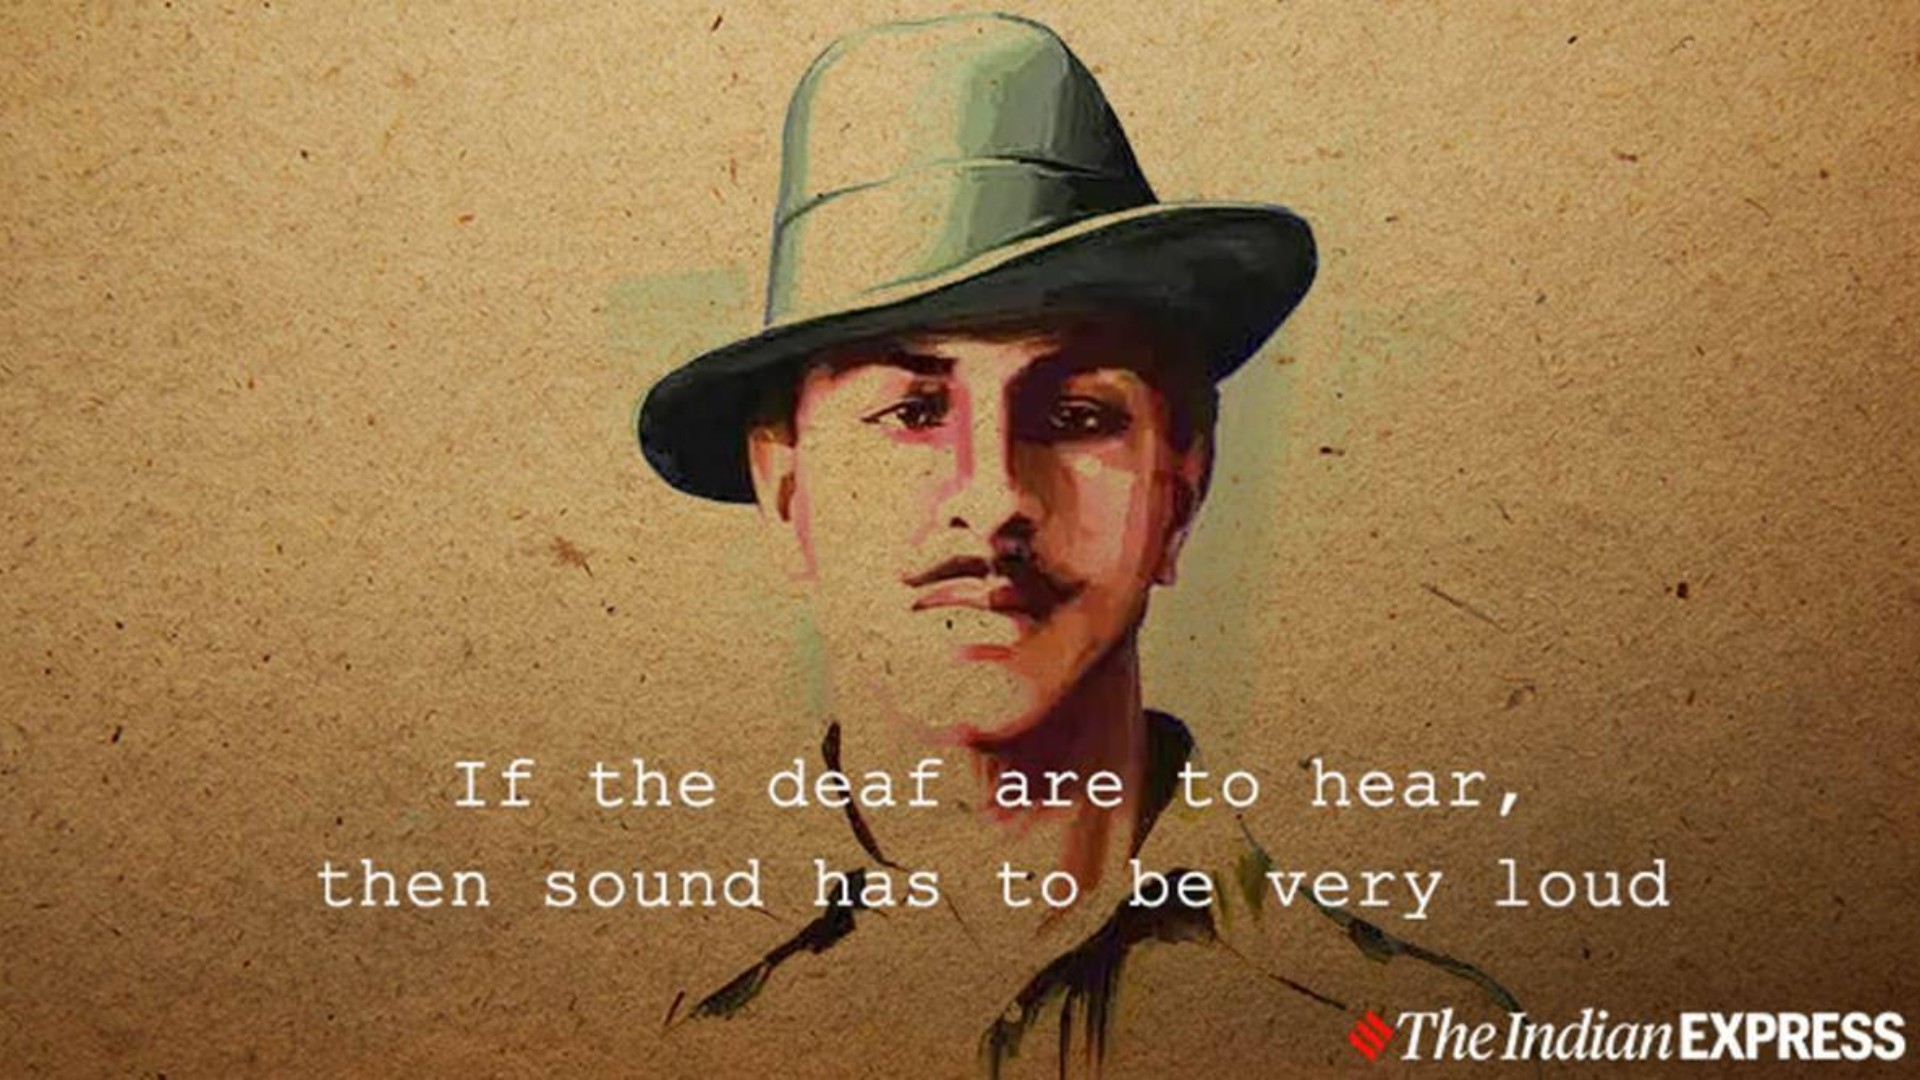 If the deaf are to hear,
then sound has to be very loud
The Indian EXPRESS